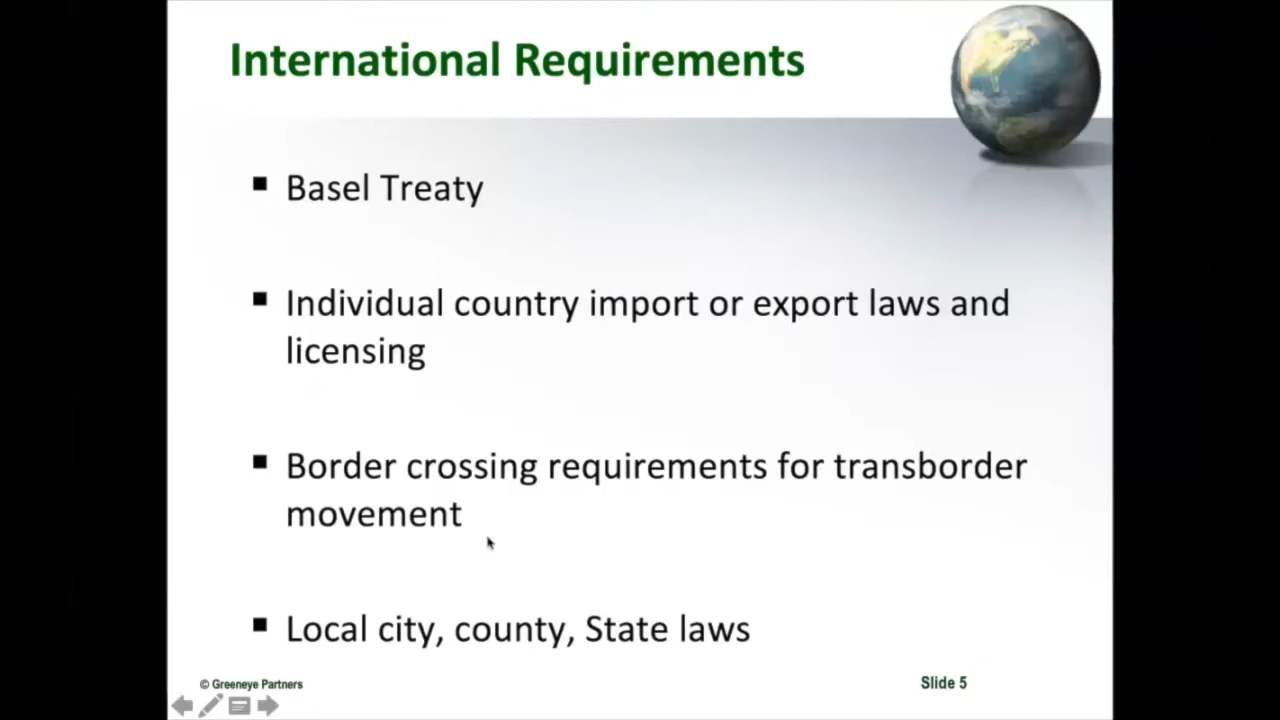 International Requirements
Basel Treaty
Individual country import or export laws and
licensing
Border crossing requirements for transborder
movement
Local city, county, State laws
© Greeneye Partners
Slide 5